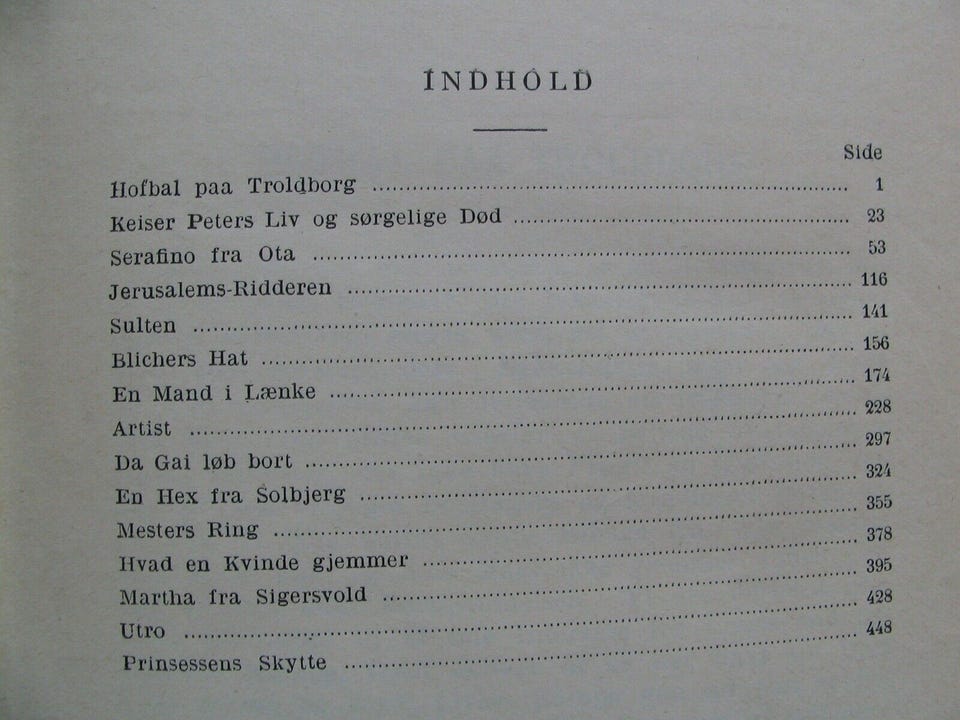 INDHOLD
Side
Hofbal paa Troldborg ........ 1
Keiser Peters Liv og sørgelige Død ........ 23
Serafino fra Ota ........ 53
Jerusalems-Ridderen ........ 116
Sulten ........ 141
Blichers Hat ........ 156
En Mand i Lænke ........ 174
Artist ........ 228
Da Gai løb bort ........ 297
En Hex fra Solbjerg ........ 324
Mesters Ring ........ 355
Hvad en Kvinde gjemmer ........ 378
Martha fra Sigersvold ........ 395
Utro ........ 428
Prinsessens Skytte ........ 448